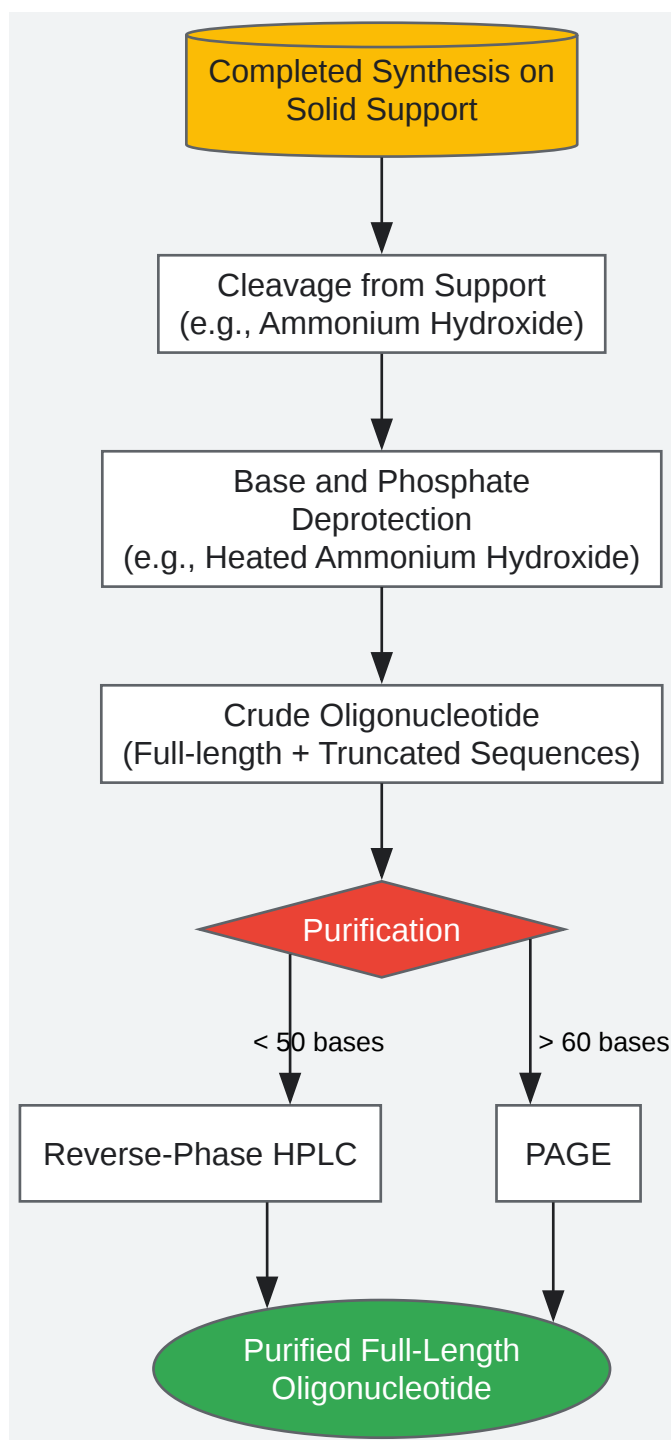 Completed Synthesis on
Solid Support
Cleavage from Support
(e.g., Ammonium Hydroxide)
Base and Phosphate
Deprotection
(e.g., Heated Ammonium Hydroxide)
Crude Oligonucleotide
(Full-length + Truncated Sequences)
Purification
< 50 bases
> 60 bases
Reverse-Phase HPLC
PAGE
Purified Full-Length
Oligonucleotide